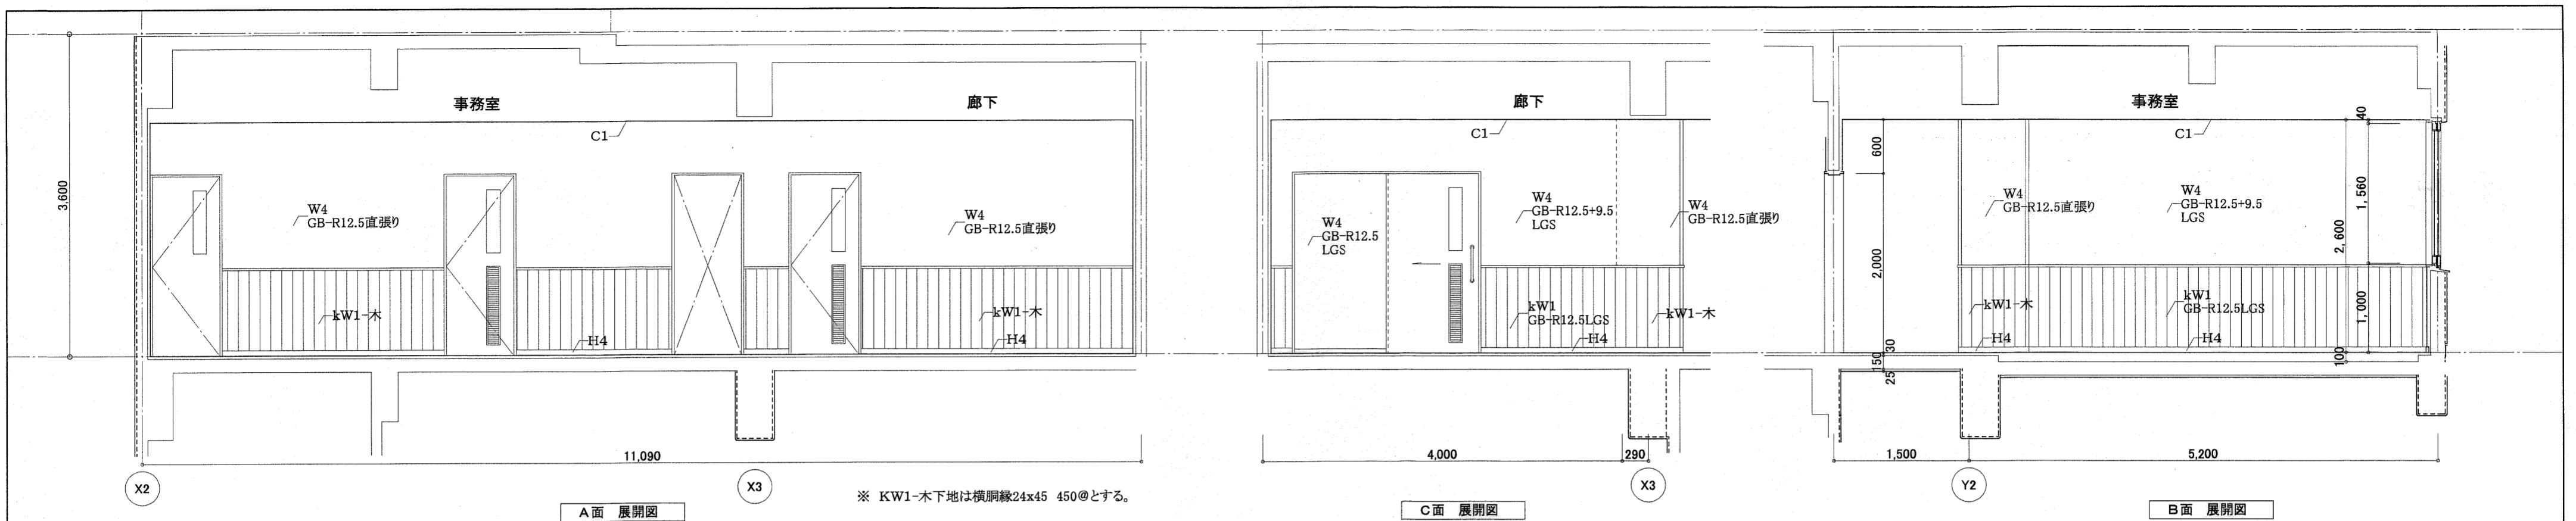 3,600
事務室
廊下
C1
W4
GB-R12.5直張り
W4
GB-R12.5直張り
kW1-木
H4
kW1-木
H4
11,090
X2
X3
※ KW1-木下地は横胴縁24x45 450@とする。
A面 展開図
廊下
C1
W4
GB-R12.5
LGS
W4
GB-R12.5+9.5
LGS
W4
GB-R12.5直張り
kW1
GB-R12.5LGS
kW1-木
H4
4,000
290
X3
C面 展開図
事務室
C1
600
2,000
30
150
25
W4
GB-R12.5直張り
W4
GB-R12.5+9.5
LGS
kW1-木
kW1
GB-R12.5LGS
H4
H4
40
1,560
2,600
1,000
100
1,500
5,200
Y2
B面 展開図